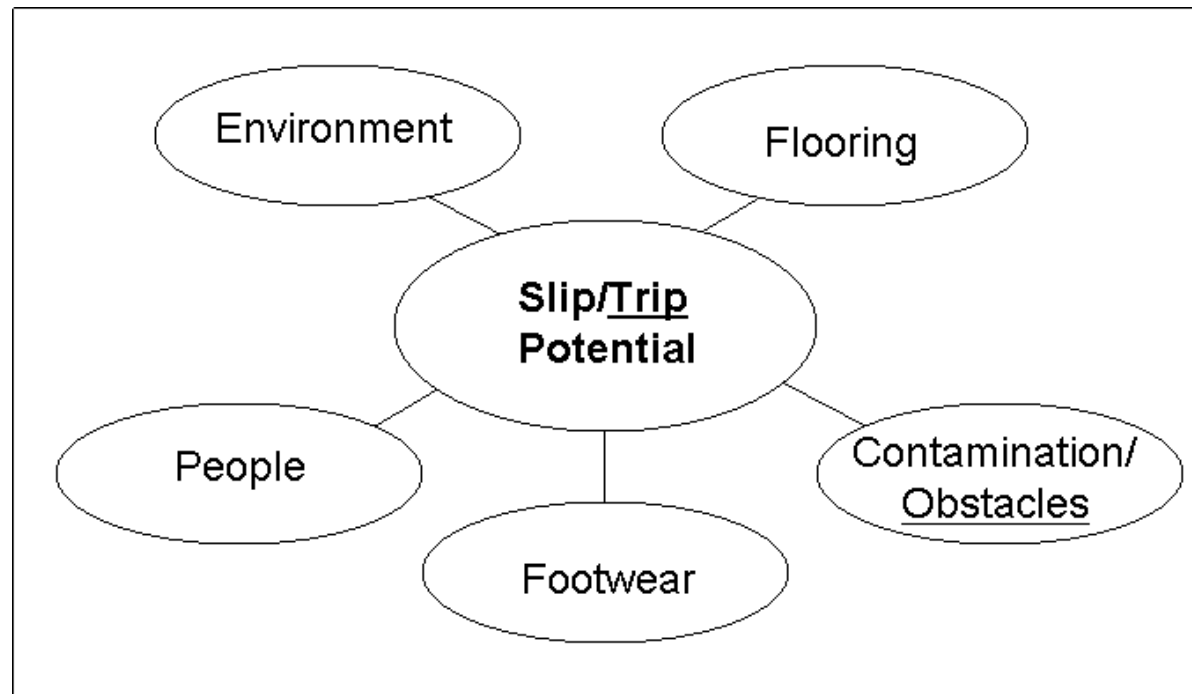 Environment
Flooring
Slip/Trip
Potential
People
Contamination/
Obstacles
Footwear